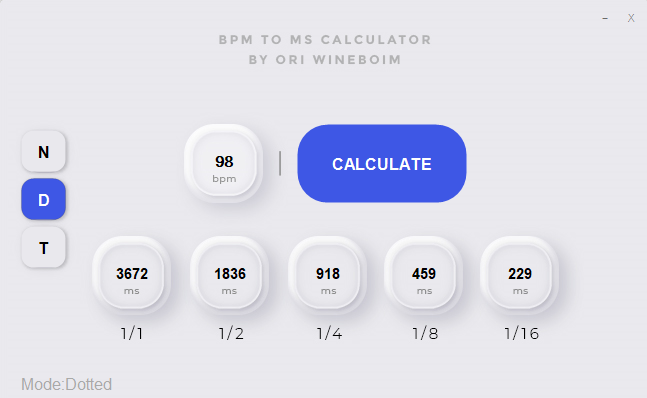 – X
BPM TO MS CALCULATOR
BY ORI WINEBOIM
N
D
T
98
bpm
CALCULATE
3672 1836 918 459 229
ms ms ms ms ms
1/1 1/2 1/4 1/8 1/16
Mode:Dotted